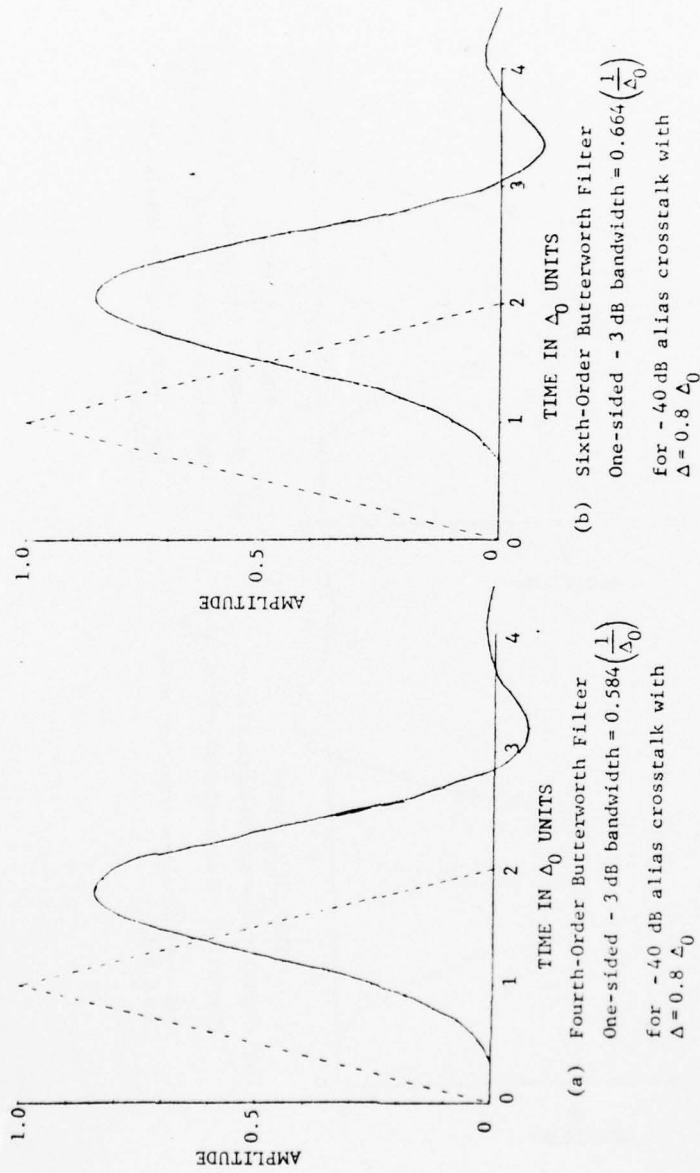 1.0
0.5
0
AMPLITUDE
0 1 2 3 4
TIME IN Δ₀ UNITS
(a) Fourth-Order Butterworth Filter
One-sided - 3 dB bandwidth = 0.584(1/Δ₀)
for - 40 dB alias crosstalk with
Δ = 0.8 Δ₀
1.0
0.5
0
AMPLITUDE
0 1 2 3 4
TIME IN Δ₀ UNITS
(b) Sixth-Order Butterworth Filter
One-sided - 3 dB bandwidth = 0.664(1/Δ₀)
for - 40 dB alias crosstalk with
Δ = 0.8 Δ₀